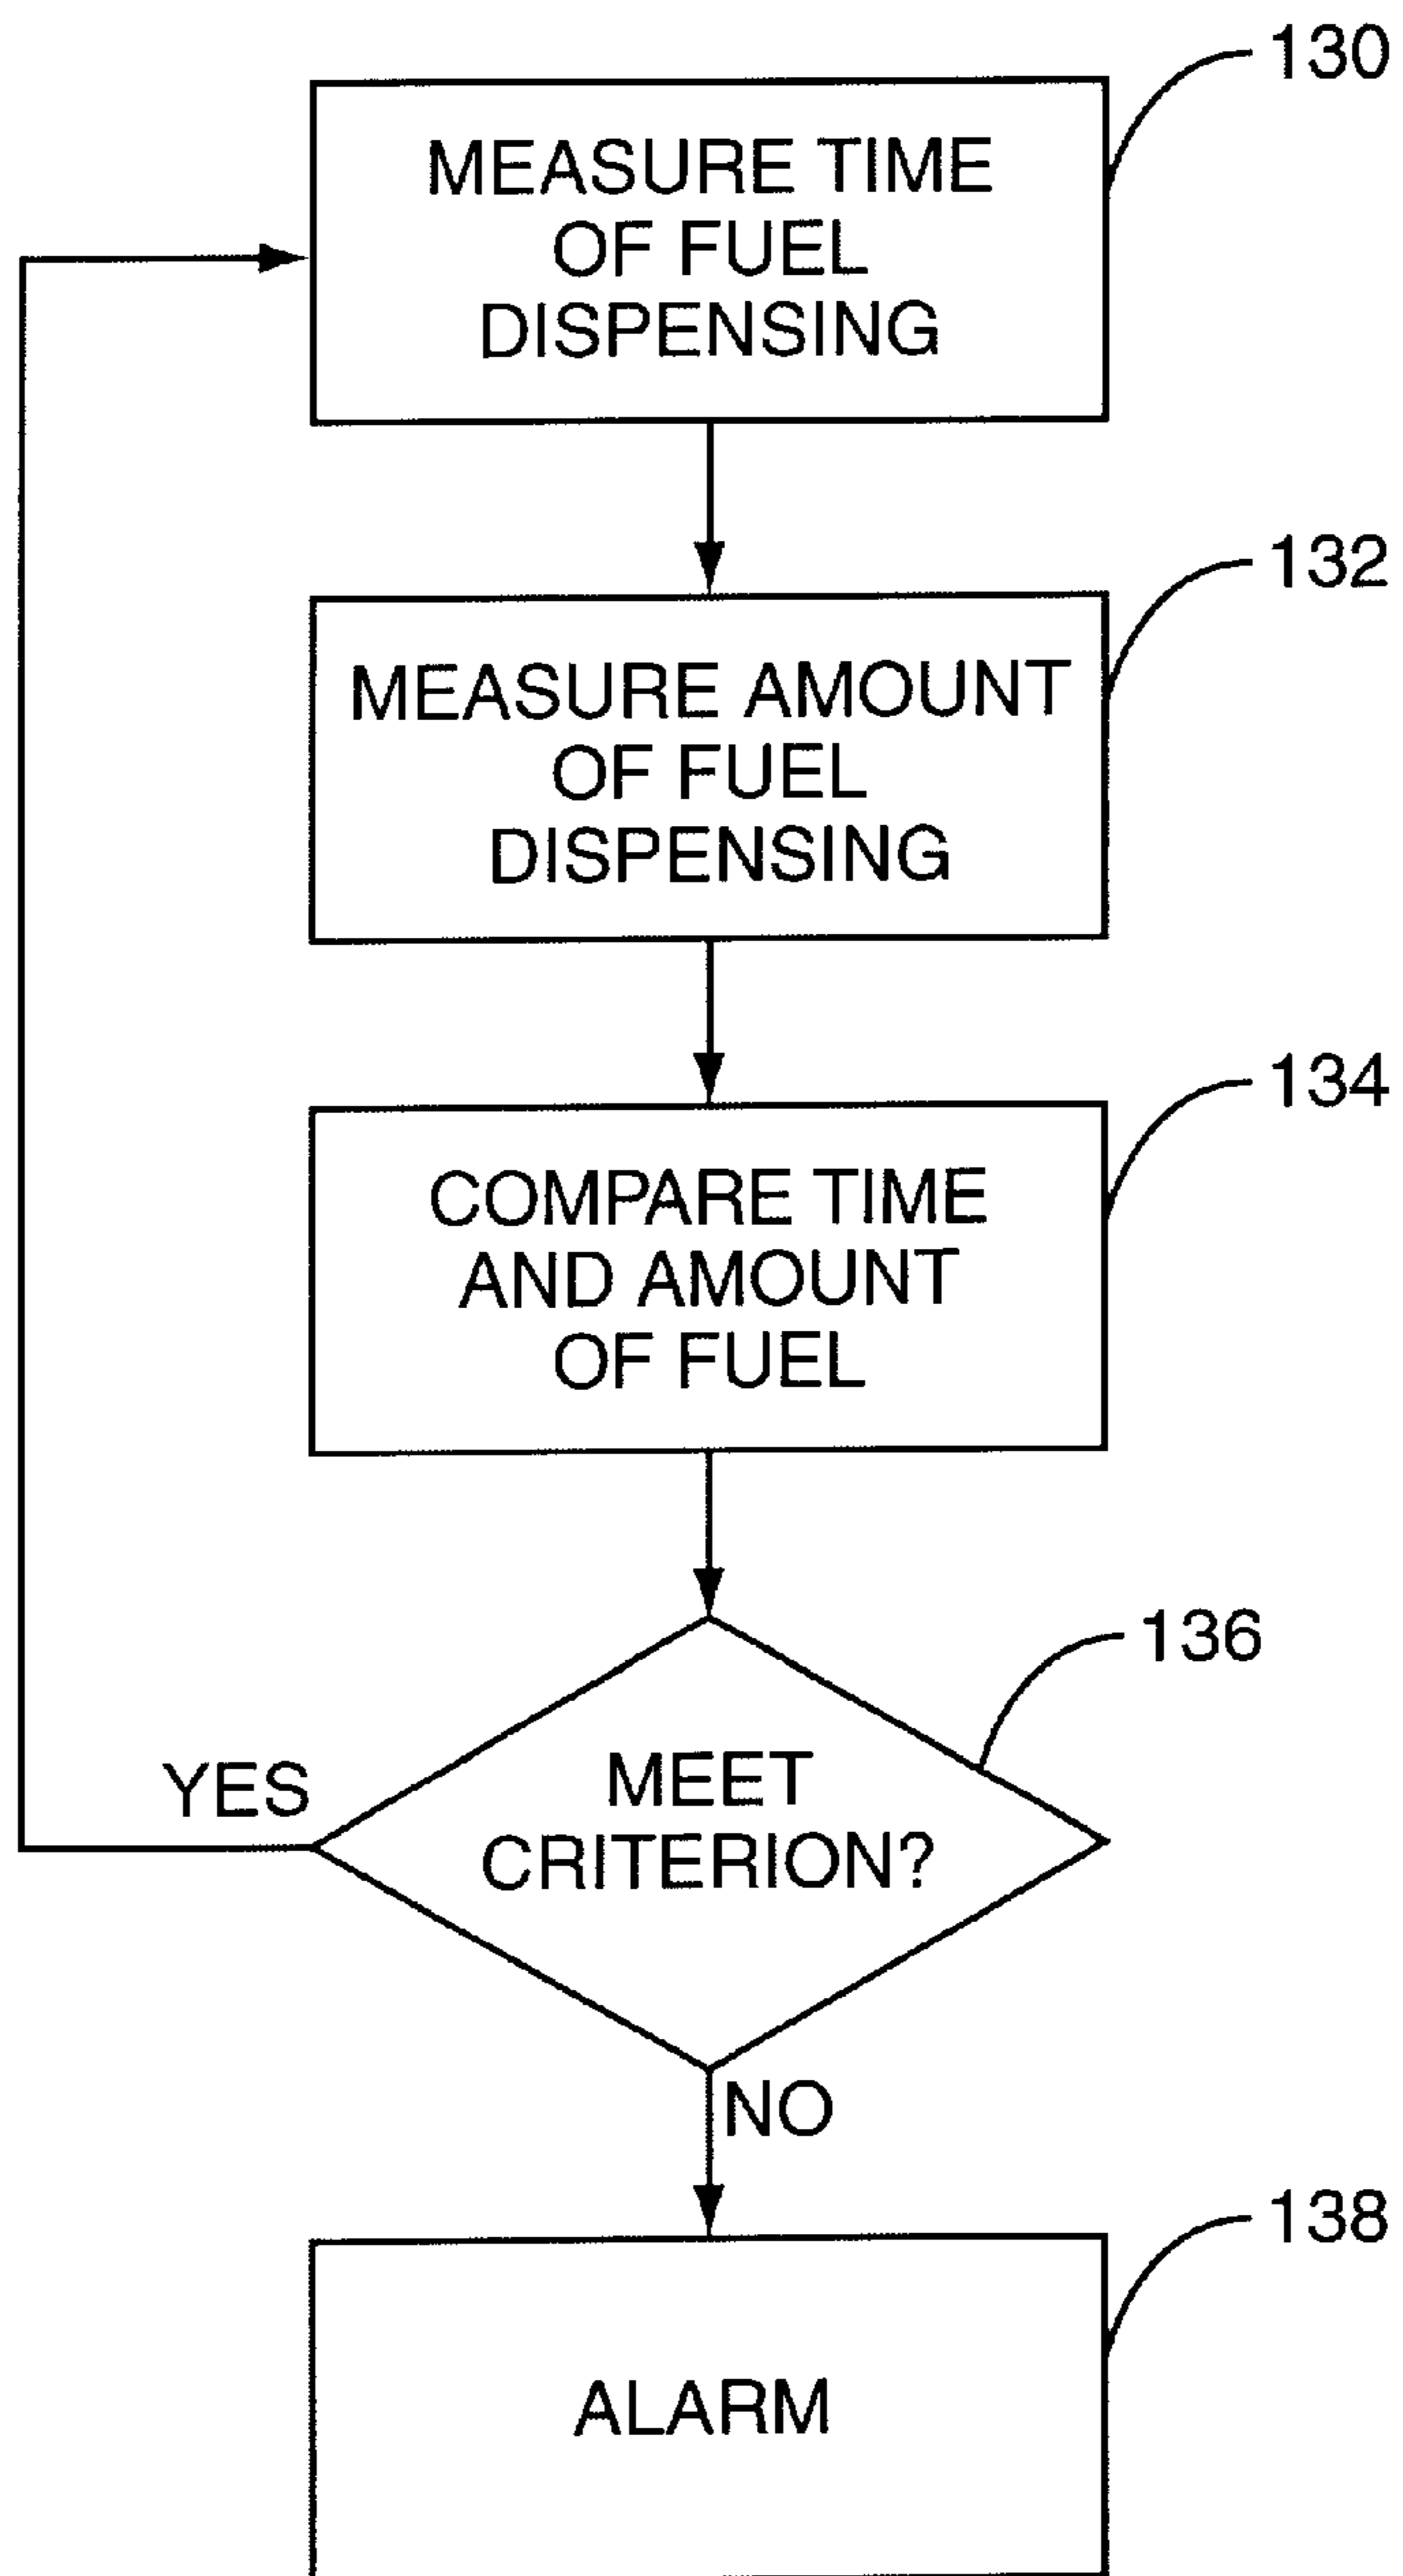 130
MEASURE TIME
OF FUEL
DISPENSING
132
MEASURE AMOUNT
OF FUEL
DISPENSING
134
COMPARE TIME
AND AMOUNT
OF FUEL
136
MEET
CRITERION?
YES
NO
138
ALARM